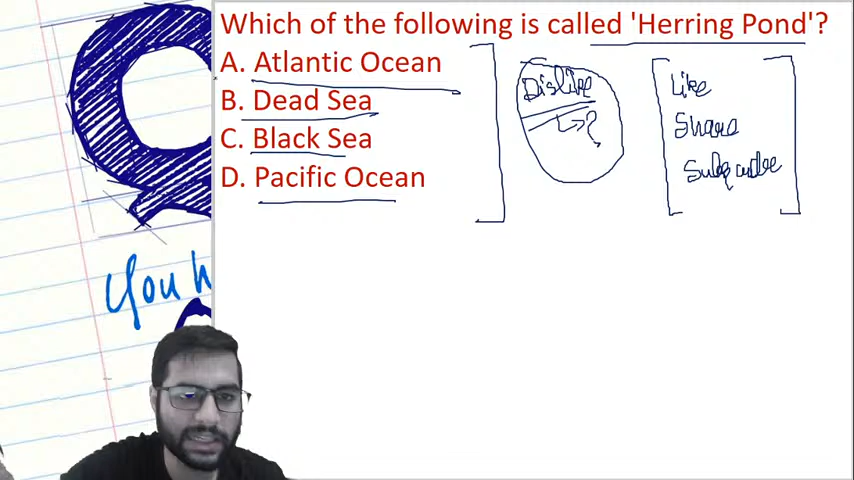 Which of the following is called 'Herring Pond'?
A. Atlantic Ocean
B. Dead Sea
C. Black Sea
D. Pacific Ocean
Dislike
?
Like
Share
You